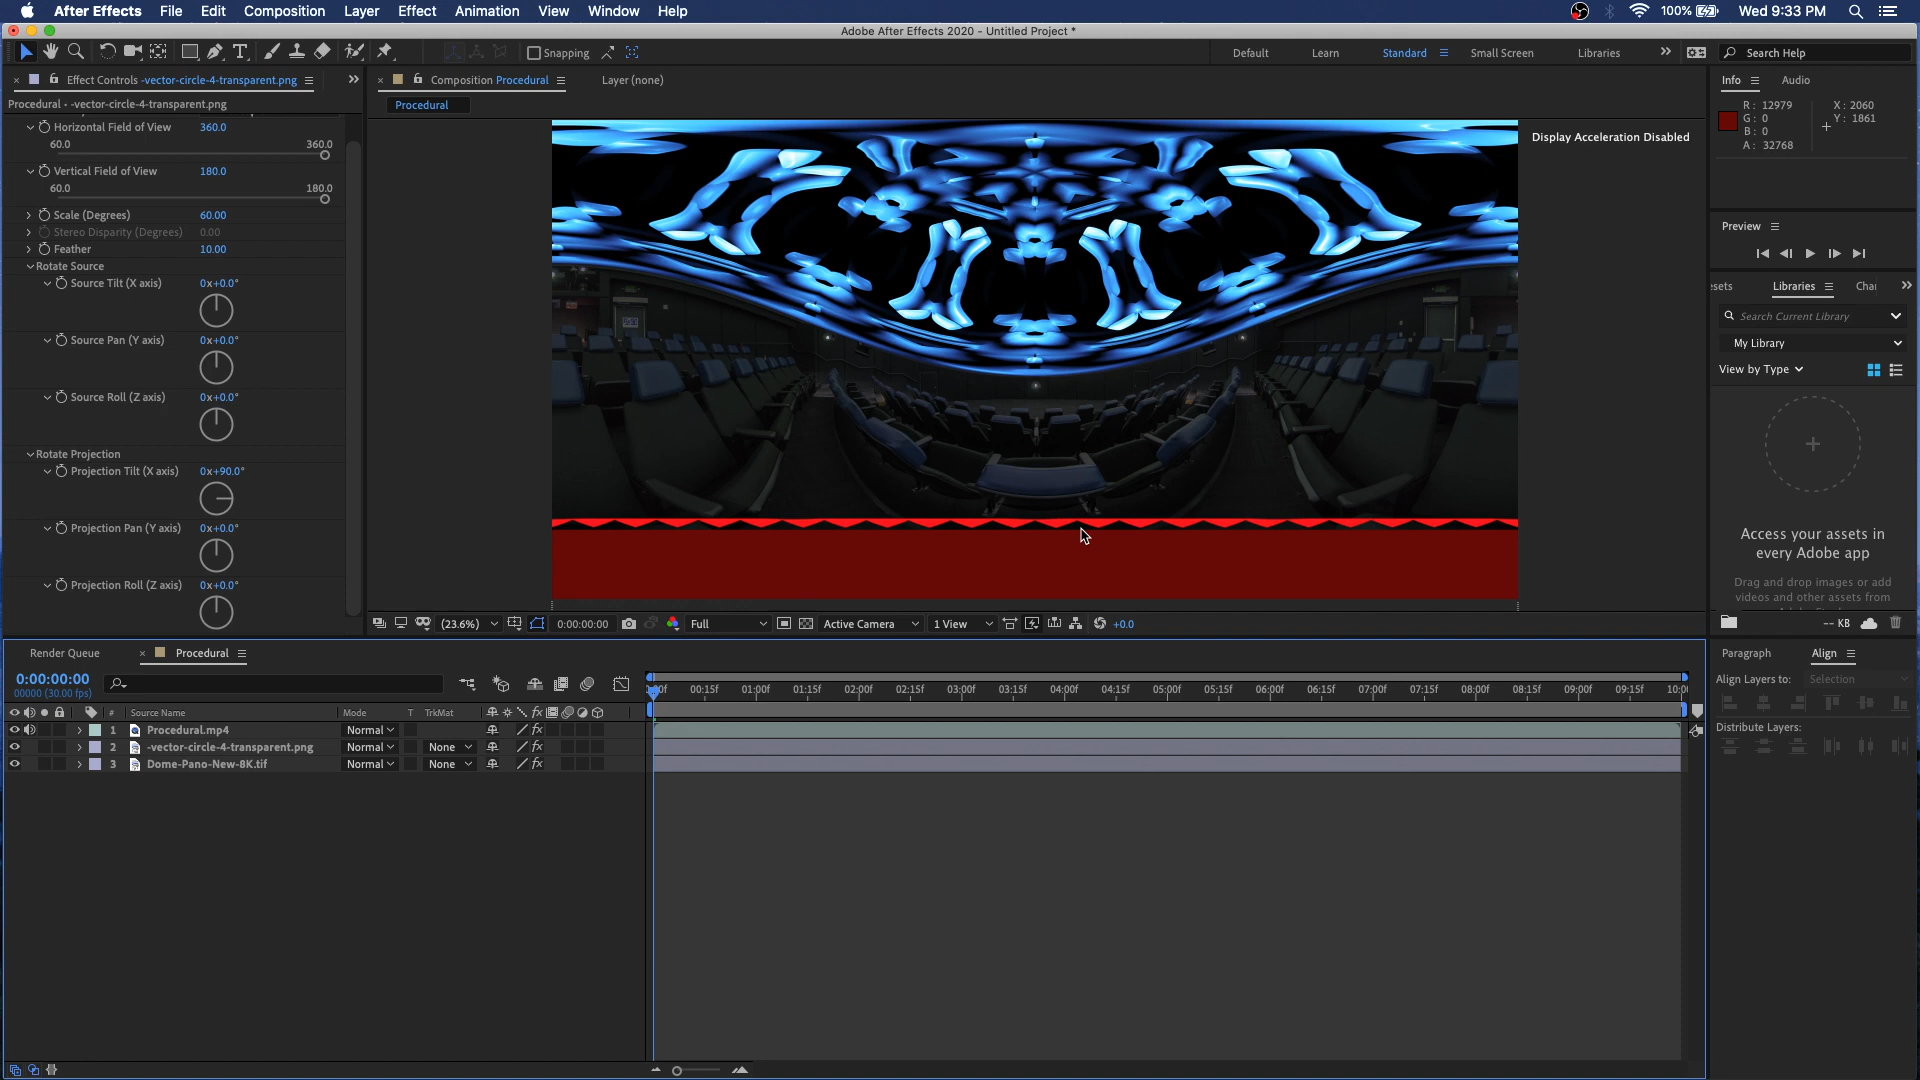 After Effects File Edit Composition Layer Effect Animation View Window Help 100% Wed 9:33 PM
Adobe After Effects 2020 - Untitled Project *
Snapping Default Learn Standard Small Screen Libraries Search Help
Effect Controls -vector-circle-4-transparent.png
Composition Procedural
Layer (none)
Info Audio
Procedural • -vector-circle-4-transparent.png
Procedural
Display Acceleration Disabled
R: 12979
G: 0
B: 0
A: 32768
X: 2060
Y: 1861
Horizontal Field of View 360.0
60.0 360.0
Vertical Field of View 180.0
60.0 180.0
Scale (Degrees) 60.00
Stereo Disparity (Degrees) 0.00
Feather 10.00
Rotate Source
Source Tilt (X axis) 0x+0.0°
Source Pan (Y axis) 0x+0.0°
Source Roll (Z axis) 0x+0.0°
Rotate Projection
Projection Tilt (X axis) 0x+90.0°
Projection Pan (Y axis) 0x+0.0°
Projection Roll (Z axis) 0x+0.0°
Preview
Libraries
Search Current Library
My Library
View by Type
Access your assets in
every Adobe app
Drag and drop images or add
videos and other assets from
-- KB
(23.6%) 0:00:00:00 Full Active Camera 1 View +0.0
Render Queue Procedural
0:00:00:00
00000 (30.00 fps)
00:15f 01:00f 01:15f 02:00f 02:15f 03:00f 03:15f 04:00f 04:15f 05:00f 05:15f 06:00f 06:15f 07:00f 07:15f 08:00f 08:15f 09:00f 09:15f
# Source Name Mode T TrkMat
1 Procedural.mp4 Normal
2 -vector-circle-4-transparent.png Normal None
3 Dome-Pano-New-8K.tif Normal None
Paragraph Align
Align Layers to: Selection
Distribute Layers: